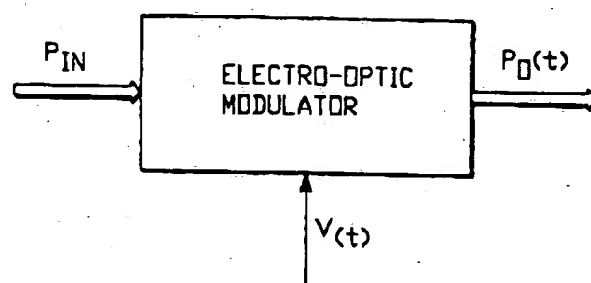 P_IN
ELECTRO-OPTIC
MODULATOR
P_O(t)
V(t)